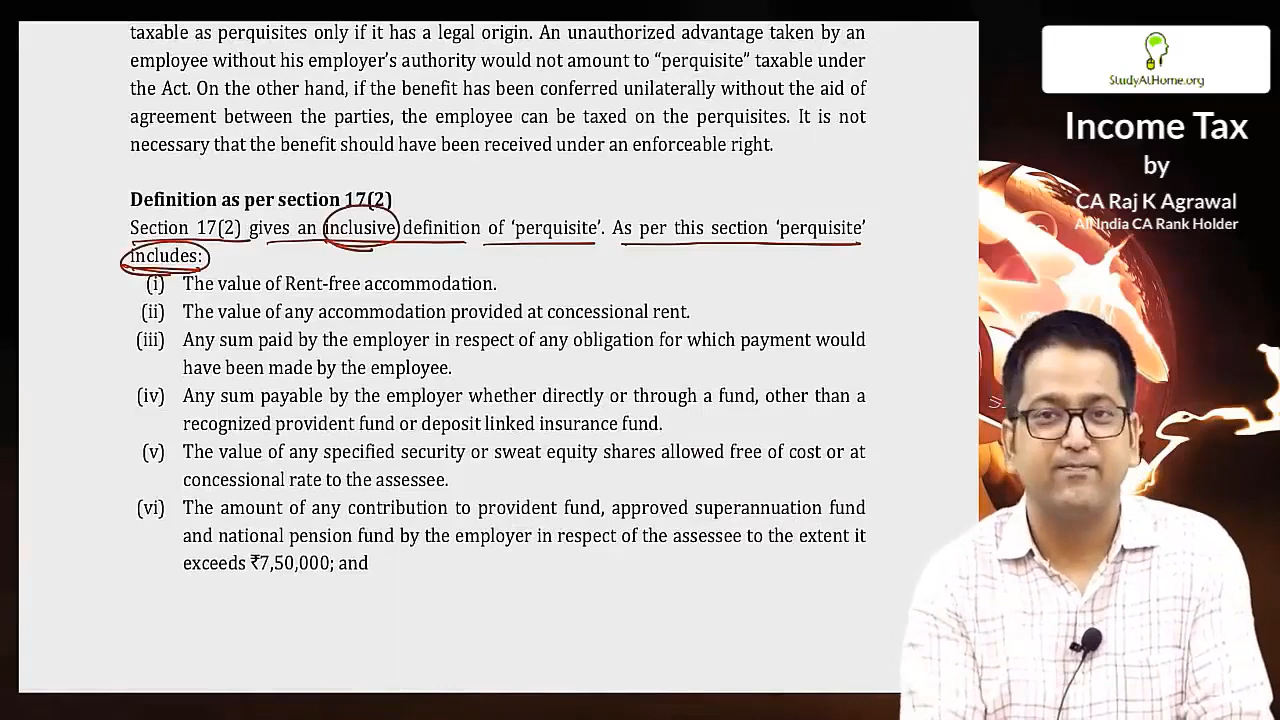 taxable as perquisites only if it has a legal origin. An unauthorized advantage taken by an
employee without his employer's authority would not amount to “perquisite” taxable under
the Act. On the other hand, if the benefit has been conferred unilaterally without the aid of
agreement between the parties, the employee can be taxed on the perquisites. It is not
necessary that the benefit should have been received under an enforceable right.
Definition as per section 17(2)
Section 17(2) gives an inclusive definition of ‘perquisite’. As per this section ‘perquisite’
includes:
(i) The value of Rent-free accommodation.
(ii) The value of any accommodation provided at concessional rent.
(iii) Any sum paid by the employer in respect of any obligation for which payment would
have been made by the employee.
(iv) Any sum payable by the employer whether directly or through a fund, other than a
recognized provident fund or deposit linked insurance fund.
(v) The value of any specified security or sweat equity shares allowed free of cost or at
concessional rate to the assessee.
(vi) The amount of any contribution to provident fund, approved superannuation fund
and national pension fund by the employer in respect of the assessee to the extent it
exceeds ₹7,50,000; and
StudyAtHome.org
Income Tax
by
CA Raj K Agrawal
All India CA Rank Holder